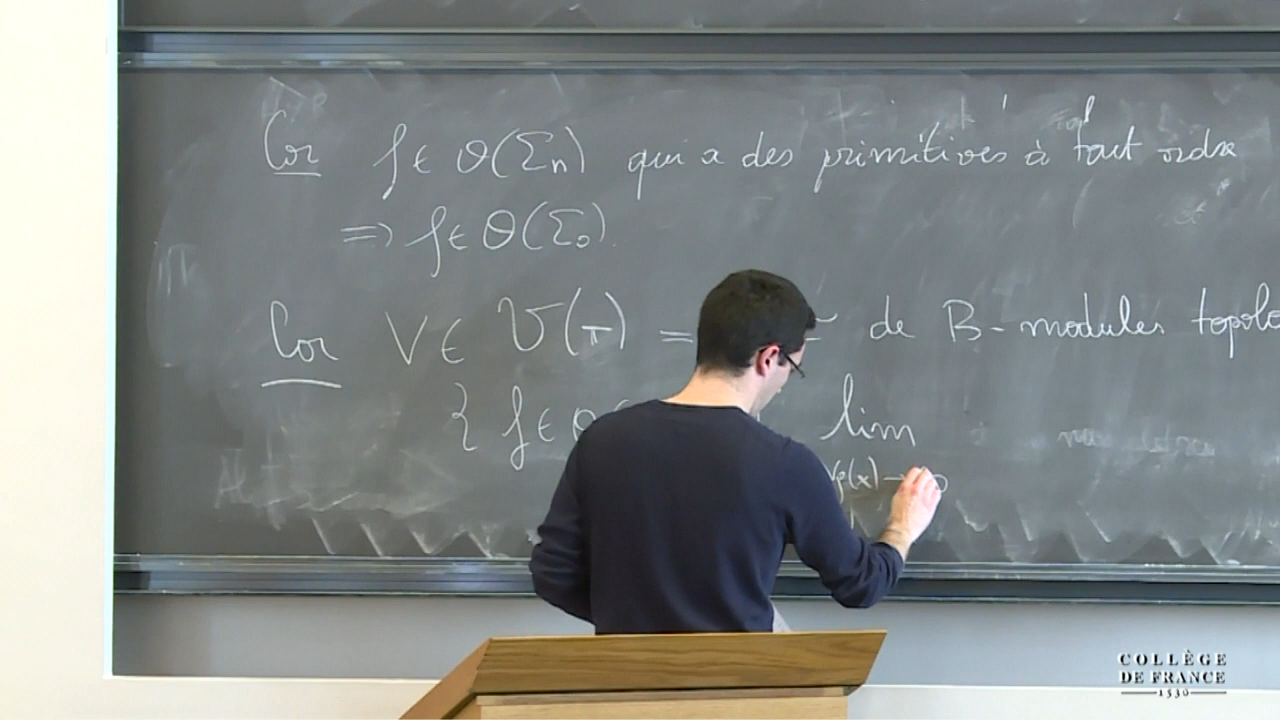 Cor f ∈ O(Σn) qui a des primitives à tout ordre
=> f ∈ O(Σ0).
Cor V ∈ V(π) = de B-modules topolo
{ f ∈ O lim
(x) → ∞
COLLÈGE
DE FRANCE
1530